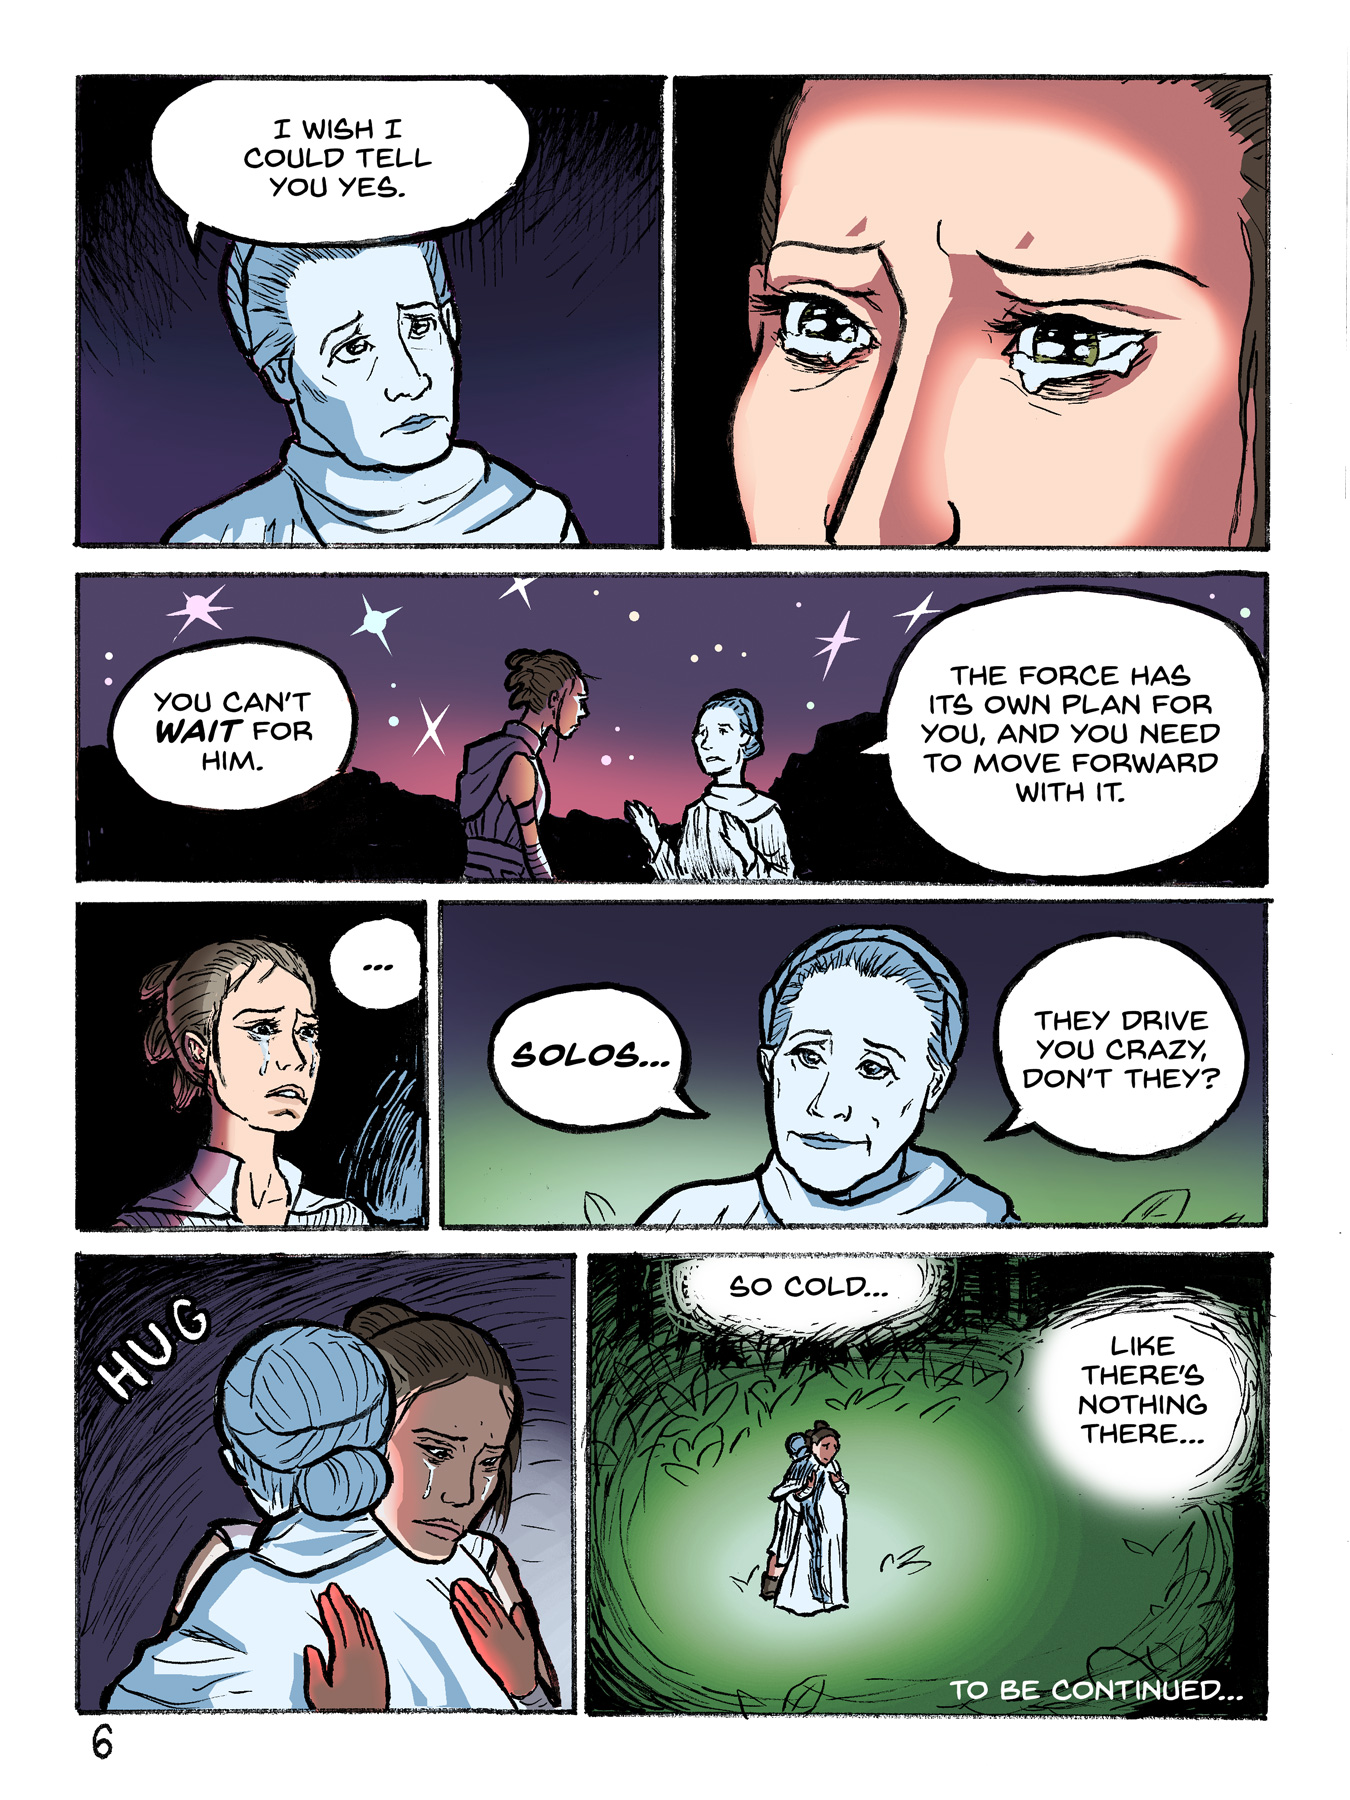 I WISH I
COULD TELL
YOU YES.
YOU CAN'T
WAIT FOR
HIM.
THE FORCE HAS
ITS OWN PLAN FOR
YOU, AND YOU NEED
TO MOVE FORWARD
WITH IT.
...
SOLOS...
THEY DRIVE
YOU CRAZY,
DON'T THEY?
HUG
SO COLD...
LIKE
THERE'S
NOTHING
THERE...
TO BE CONTINUED...
6